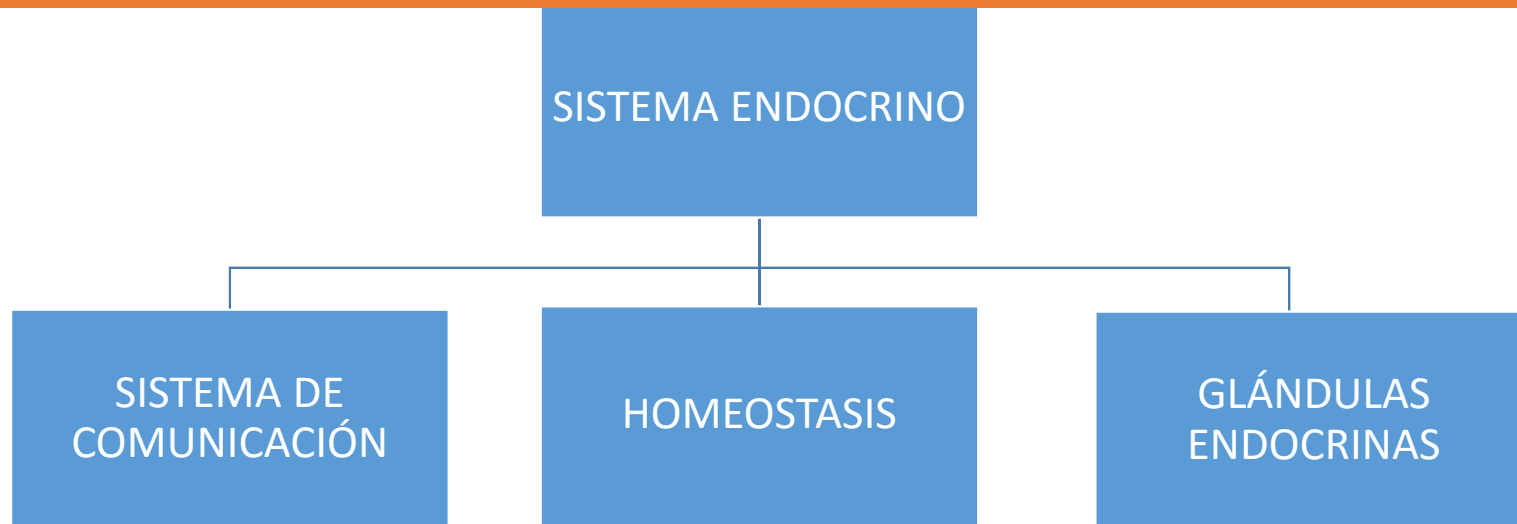 SISTEMA ENDOCRINO
SISTEMA DE
COMUNICACIÓN
HOMEOSTASIS
GLÁNDULAS
ENDOCRINAS